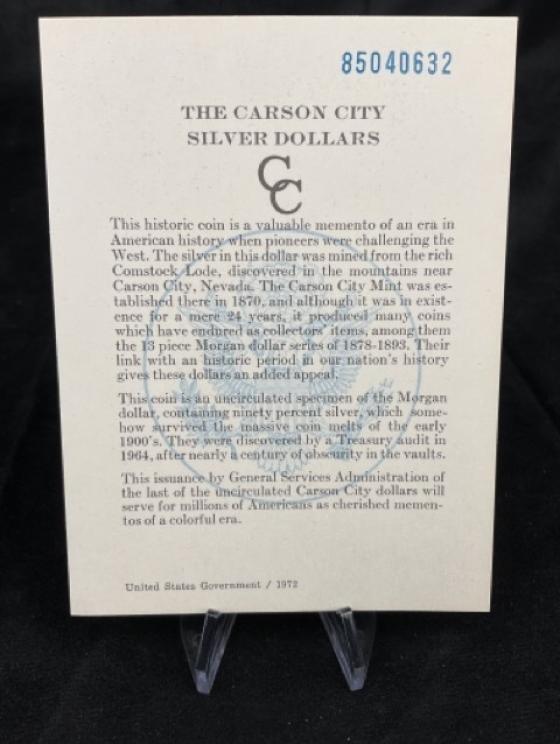 85040632
THE CARSON CITY
SILVER DOLLARS
CC
This historic coin is a valuable memento of an era in
American history when pioneers were challenging the
West. The silver in this dollar was mined from the rich
Comstock Lode, discovered in the mountains near
Carson City, Nevada. The Carson City Mint was es-
tablished there in 1870, and although it was in exist-
ence for a mere 24 years, it produced many coins
which have endured as collectors' items, among them
the 13 piece Morgan dollar series of 1878-1893. Their
link with an historic period in our nation's history
gives these dollars an added appeal.
This coin is an uncirculated specimen of the Morgan
dollar, containing ninety percent silver, which some-
how survived the massive coin melts of the early
1900's. They were discovered by a Treasury audit in
1964, after nearly a century of obscurity in the vaults.
This issuance by General Services Administration of
the last of the uncirculated Carson City dollars will
serve for millions of Americans as cherished memen-
tos of a colorful era.
United States Government / 1972